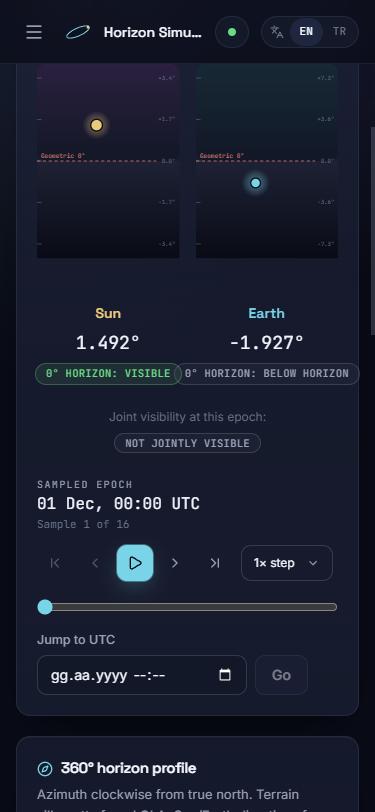 Horizon Simu...
EN
TR
+3.4°
+7.3°
+1.7°
+3.6°
Geometric 0°
0.0°
Geometric 0°
0.0°
-1.7°
-3.6°
-3.4°
-7.3°
Sun
Earth
1.492°
-1.927°
0° HORIZON: VISIBLE
0° HORIZON: BELOW HORIZON
Joint visibility at this epoch:
NOT JOINTLY VISIBLE
SAMPLED EPOCH
01 Dec, 00:00 UTC
Sample 1 of 16
1× step
Jump to UTC
gg.aa.yyyy --:--
Go
360° horizon profile
Azimuth clockwise from true north. Terrain